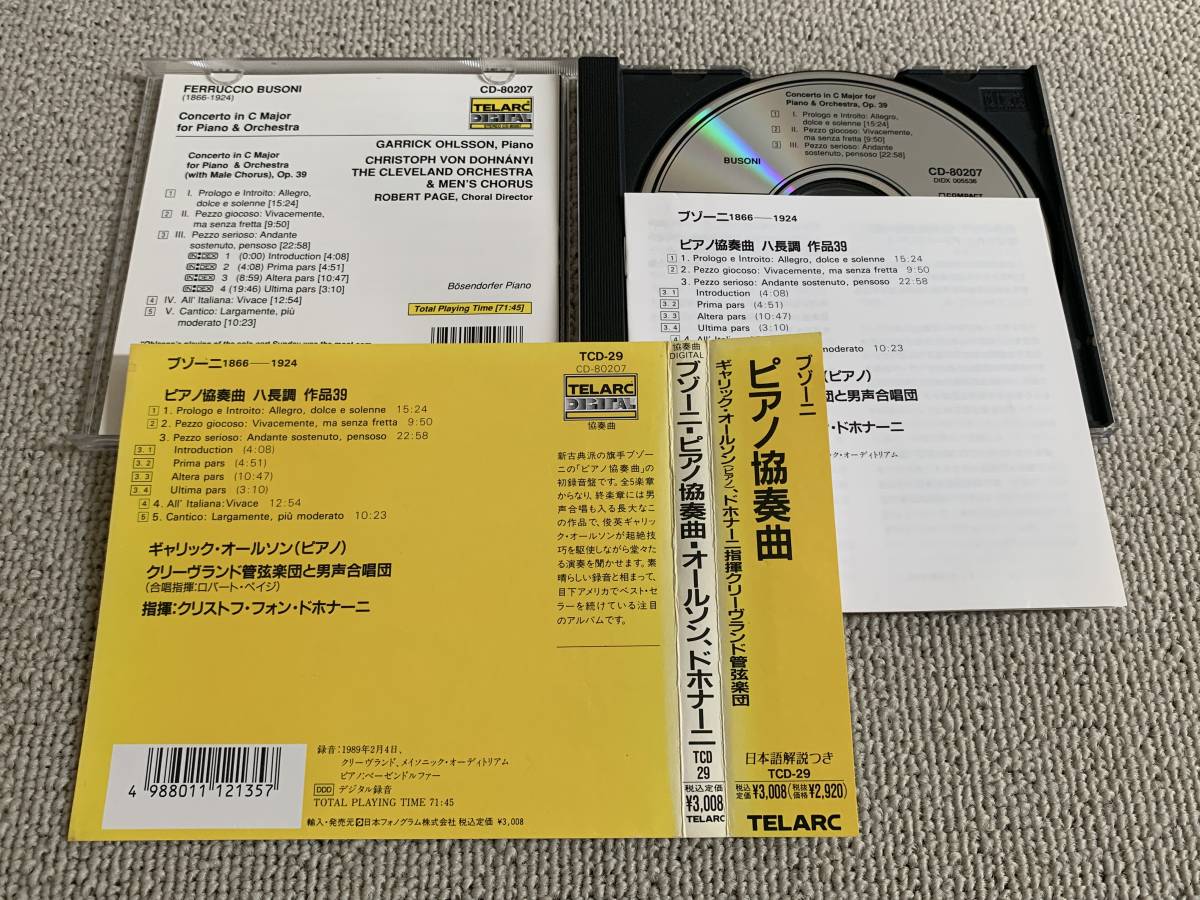 FERRUCCIO BUSONI
(1866-1924)
Concerto in C Major
for Piano & Orchestra
Concerto in C Major
for Piano & Orchestra
(with Male Chorus), Op. 39
1 I. Prologo e Introito: Allegro,
dolce e solenne [15:24]
2 II. Pezzo giocoso: Vivacemente,
ma senza fretta [9:50]
3 III. Pezzo serioso: Andante
sostenuto, pensoso [22:58]
INDEX 1 (0:00) Introduction [4:08]
INDEX 2 (4:08) Prima pars [4:51]
INDEX 3 (8:59) Altera pars [10:47]
INDEX 4 (19:46) Ultima pars [3:10]
4 IV. All' Italiana: Vivace [12:54]
5 V. Cantico: Largamente, più
moderato [10:23]
CD-80207
TELARC
DIGITAL
GARRICK OHLSSON, Piano
CHRISTOPH VON DOHNÁNYI
THE CLEVELAND ORCHESTRA
& MEN'S CHORUS
ROBERT PAGE, Choral Director
Bösendorfer Piano
Total Playing Time [71:45]
Concerto in C Major for
Piano & Orchestra, Op. 39
1 I. Prologo e Introito: Allegro,
dolce e solenne [15:24]
2 II. Pezzo giocoso: Vivacemente,
ma senza fretta [9:50]
3 III. Pezzo serioso: Andante
sostenuto, pensoso [22:58]
BUSONI
CD-80207
DIDX 005536
COMPACT
ブゾーニ1866―1924
ピアノ協奏曲 ハ長調 作品39
1 1. Prologo e Introito: Allegro, dolce e solenne 15:24
2 2. Pezzo giocoso: Vivacemente, ma senza fretta 9:50
3. Pezzo serioso: Andante sostenuto, pensoso 22:58
3.1 Introduction (4:08)
3.2 Prima pars (4:51)
3.3 Altera pars (10:47)
3.4 Ultima pars (3:10)
moderato 10:23
(ピアノ)
団と男声合唱団
・ドホナーニ
ック・オーディトリアム
ブゾーニ1866―1924
ピアノ協奏曲 ハ長調 作品39
1 1. Prologo e Introito: Allegro, dolce e solenne 15:24
2 2. Pezzo giocoso: Vivacemente, ma senza fretta 9:50
3. Pezzo serioso: Andante sostenuto, pensoso 22:58
3.1 Introduction (4:08)
3.2 Prima pars (4:51)
3.3 Altera pars (10:47)
3.4 Ultima pars (3:10)
4 4. All' Italiana: Vivace 12:54
5 5. Cantico: Largamente, più moderato 10:23
ギャリック・オールソン(ピアノ)
クリーヴランド管弦楽団と男声合唱団
(合唱指揮:ロバート・ペイジ)
指揮:クリストフ・フォン・ドホナーニ
TCD-29
CD-80207
TELARC
DIGITAL
協奏曲
新古典派の旗手ブゾー
ニの「ピアノ協奏曲」の
初録音盤です。全5楽章
からなり、終楽章には男
声合唱も入る長大なこ
の作品で、俊英ギャリッ
ク・オールソンが超絶技
巧を駆使しながら堂々た
る演奏を聞かせます。素
晴らしい録音と相まって、
目下アメリカでベスト・セ
ラーを続けている注目
のアルバムです。
4 988011 121357
録音:1989年2月4日、
クリーヴランド、メイソニック・オーディトリアム
ピアノ:ベーゼンドルファー
DDD デジタル録音
TOTAL PLAYING TIME 71:45
輸入・発売元 日本フォノグラム株式会社 税込定価 ¥3,008
協奏曲
DIGITAL
ブゾーニ・ピアノ協奏曲・オールソン、ドホナーニ
TCD
29
税込
定価
¥3,008
TELARC
ブゾーニ
ピアノ協奏曲
ギャリック・オールソン(ピアノ)、ドホナーニ指揮クリーヴランド管弦楽団
日本語解説つき
TCD-29
税込定価¥3,008(税抜価格¥2,920)
TELARC